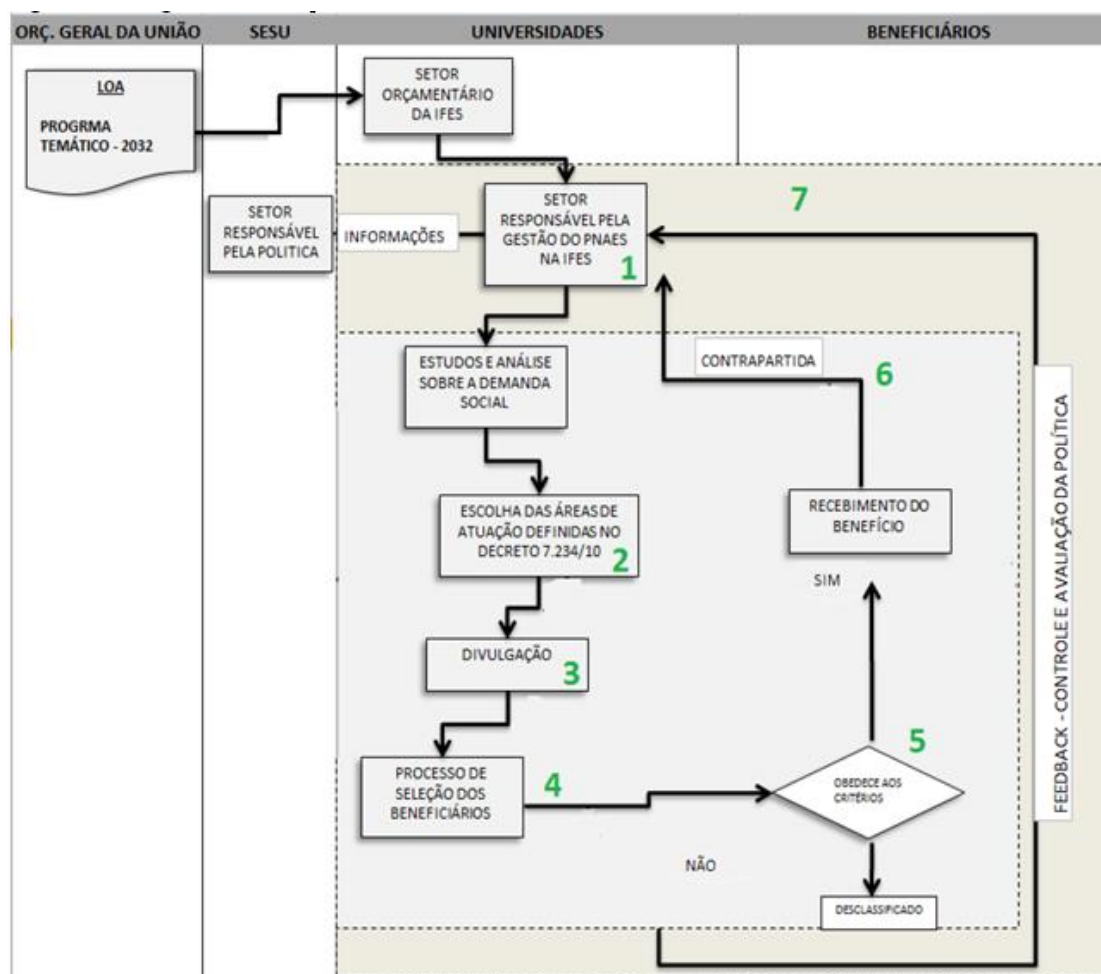 ORÇ. GERAL DA UNIÃO
SESU
UNIVERSIDADES
BENEFICIÁRIOS
LOA
PROGRMA
TEMÁTICO - 2032
SETOR
ORÇAMENTÁRIO
DA IFES
SETOR
RESPONSÁVEL
PELA POLITICA
INFORMAÇÕES
SETOR
RESPONSÁVEL PELA
GESTÃO DO PNAES
NA IFES
1
7
ESTUDOS E ANÁLISE
SOBRE A DEMANDA
SOCIAL
CONTRAPARTIDA
6
ESCOLHA DAS ÁREAS DE
ATUAÇÃO DEFINIDAS NO
DECRETO 7.234/10
2
RECEBIMENTO DO
BENEFÍCIO
SIM
DIVULGAÇÃO
3
PROCESSO DE
SELEÇÃO DOS
BENEFICIÁRIOS
4
5
OBEDECE AOS
CRITÉRIOS
NÃO
DESCLASSIFICADO
FEEDBACK - CONTROLE E AVALIAÇÃO DA POLÍTICA